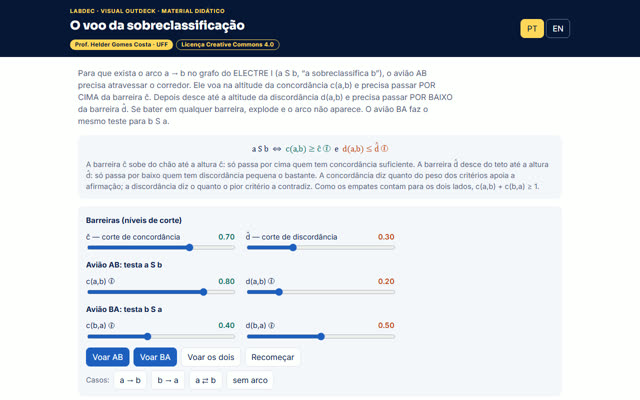 LABDEC · VISUAL OUTDECK · MATERIAL DIDÁTICO
O voo da sobreclassificação
Prof. Helder Gomes Costa · UFF Licença Creative Commons 4.0
PT EN
Para que exista o arco a → b no grafo do ELECTRE I (a S b, “a sobreclassifica b”), o avião AB
precisa atravessar o corredor. Ele voa na altitude da concordância c(a,b) e precisa passar POR
CIMA da barreira ĉ. Depois desce até a altitude da discordância d(a,b) e precisa passar POR BAIXO
da barreira d̂. Se bater em qualquer barreira, explode e o arco não aparece. O avião BA faz o
mesmo teste para b S a.
a S b ⇔ c(a,b) ≥ ĉ ⓘ e d(a,b) ≤ d̂ ⓘ
A barreira ĉ sobe do chão até a altura ĉ: só passa por cima quem tem concordância suficiente. A barreira d̂ desce do teto até a altura
d̂: só passa por baixo quem tem discordância pequena o bastante. A concordância diz quanto do peso dos critérios apoia a
afirmação; a discordância diz o quanto o pior critério a contradiz. Como os empates contam para os dois lados, c(a,b) + c(b,a) ≥ 1.
Barreiras (níveis de corte)
ĉ — corte de concordância 0.70 d̂ — corte de discordância 0.30
Avião AB: testa a S b
c(a,b) ⓘ 0.80 d(a,b) ⓘ 0.20
Avião BA: testa b S a
c(b,a) ⓘ 0.40 d(b,a) ⓘ 0.50
Voar AB Voar BA Voar os dois Recomeçar
Casos: a → b b → a a ⇄ b sem arco